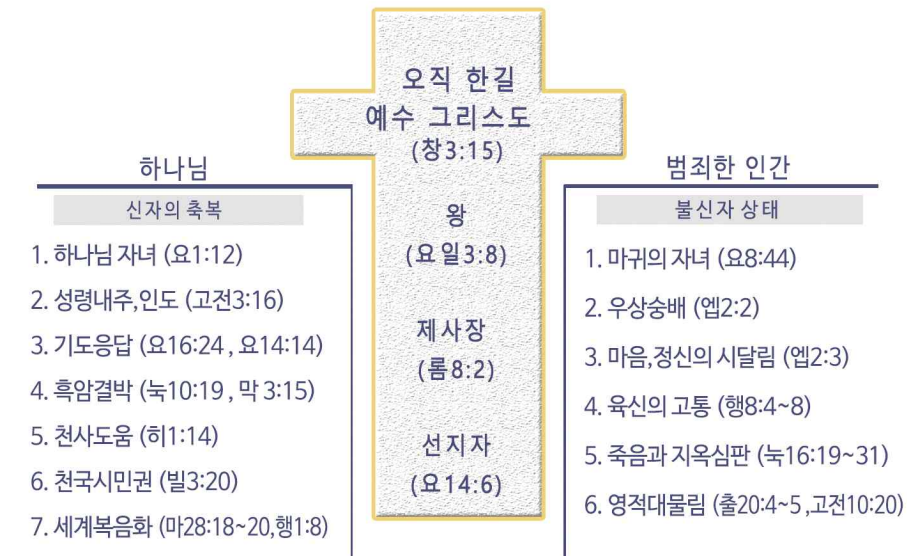 오직 한길
예수 그리스도
(창3:15)
왕
(요일3:8)
제사장
(롬8:2)
선지자
(요14:6)
하나님
신자의 축복
1. 하나님 자녀 (요1:12)
2. 성령내주,인도 (고전3:16)
3. 기도응답 (요16:24 , 요14:14)
4. 흑암결박 (눅10:19 , 막 3:15)
5. 천사도움 (히1:14)
6. 천국시민권 (빌3:20)
7. 세계복음화 (마28:18~20,행1:8)
범죄한 인간
불신자 상태
1. 마귀의 자녀 (요8:44)
2. 우상숭배 (엡2:2)
3. 마음,정신의 시달림 (엡2:3)
4. 육신의 고통 (행8:4~8)
5. 죽음과 지옥심판 (눅16:19~31)
6. 영적대물림 (출20:4~5 ,고전10:20)